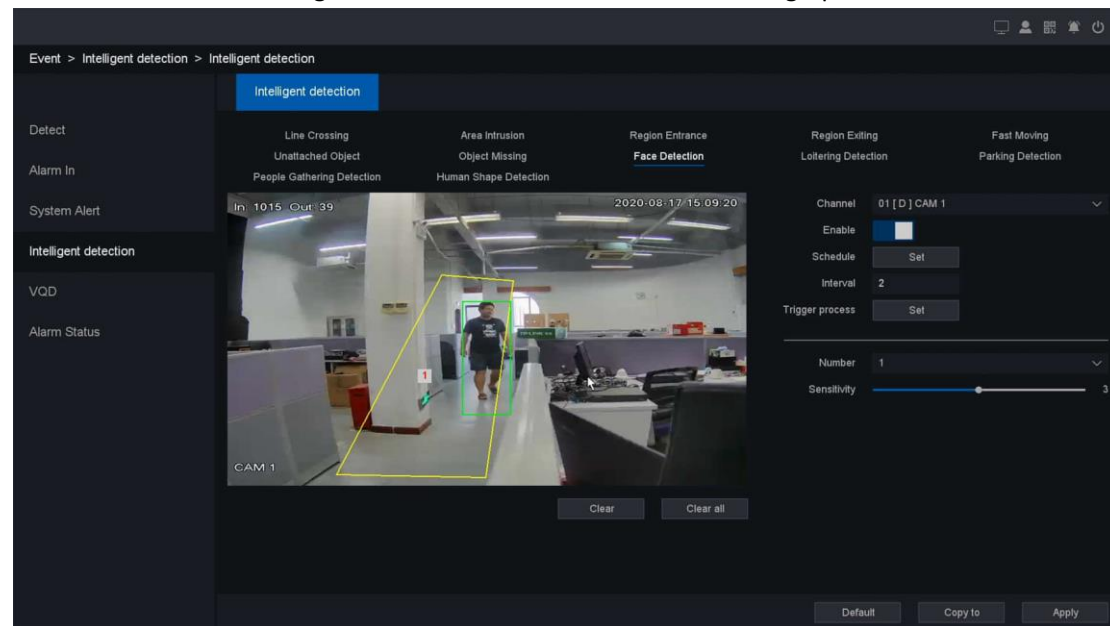 Event > Intelligent detection > Intelligent detection
Intelligent detection
Detect
Alarm In
System Alert
Intelligent detection
VQD
Alarm Status
Line Crossing Area Intrusion Region Entrance Region Exiting Fast Moving
Unattached Object Object Missing Face Detection Loitering Detection Parking Detection
People Gathering Detection Human Shape Detection
In: 1015 Out: 39 2020-08-17 15:09:20
1
CAM 1
Clear Clear all
Channel 01 [ D ] CAM 1
Enable
Schedule Set
Interval 2
Trigger process Set
Number 1
Sensitivity 3
Default Copy to Apply